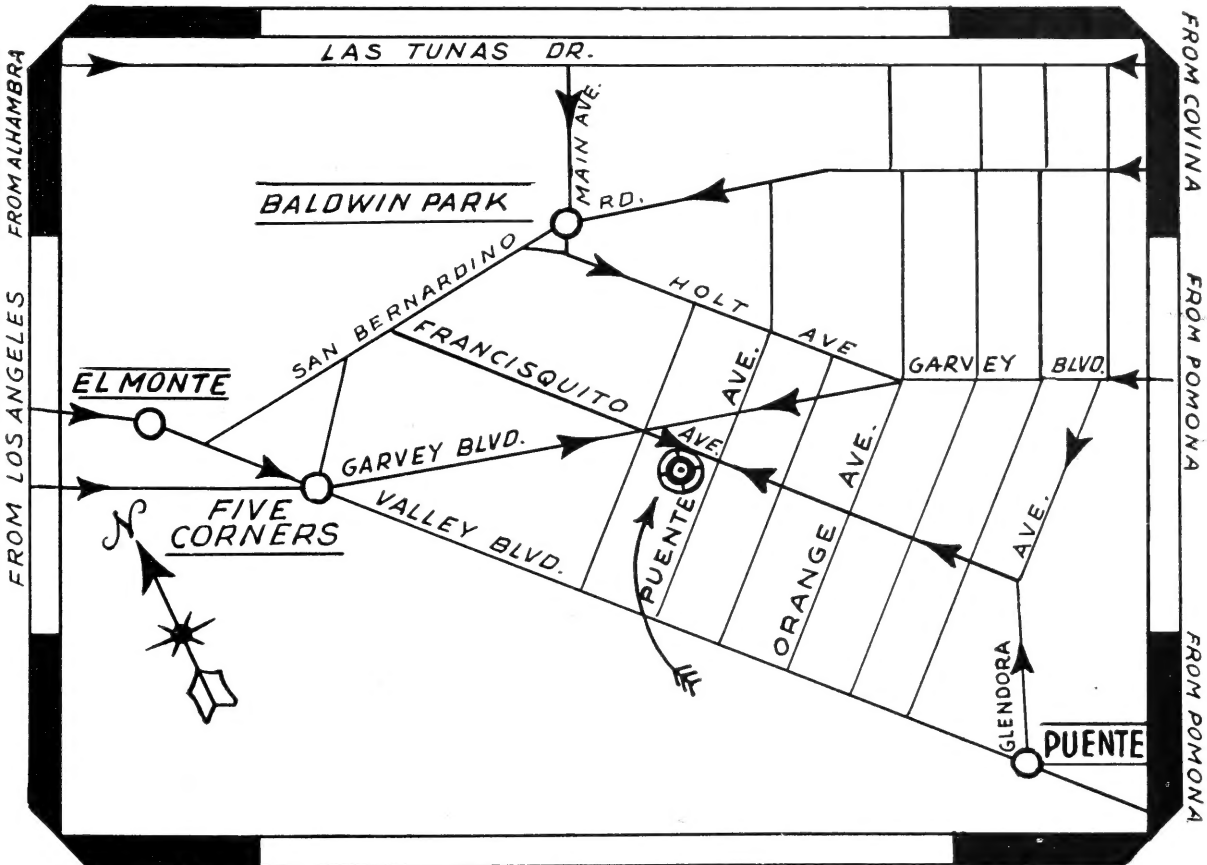 LAS TUNAS DR.
MAIN AVE.
BALDWIN PARK
RD.
SAN BERNARDINO
HOLT AVE
FRANCISQUITO AVE.
GARVEY BLVD.
EL MONTE
GARVEY BLVD.
FIVE
CORNERS
VALLEY BLVD.
PUENTE AVE.
ORANGE AVE.
AVE.
GLENDORA
PUENTE
N
FROM ALHAMBRA
FROM LOS ANGELES
FROM COVINA
FROM POMONA
FROM POMONA